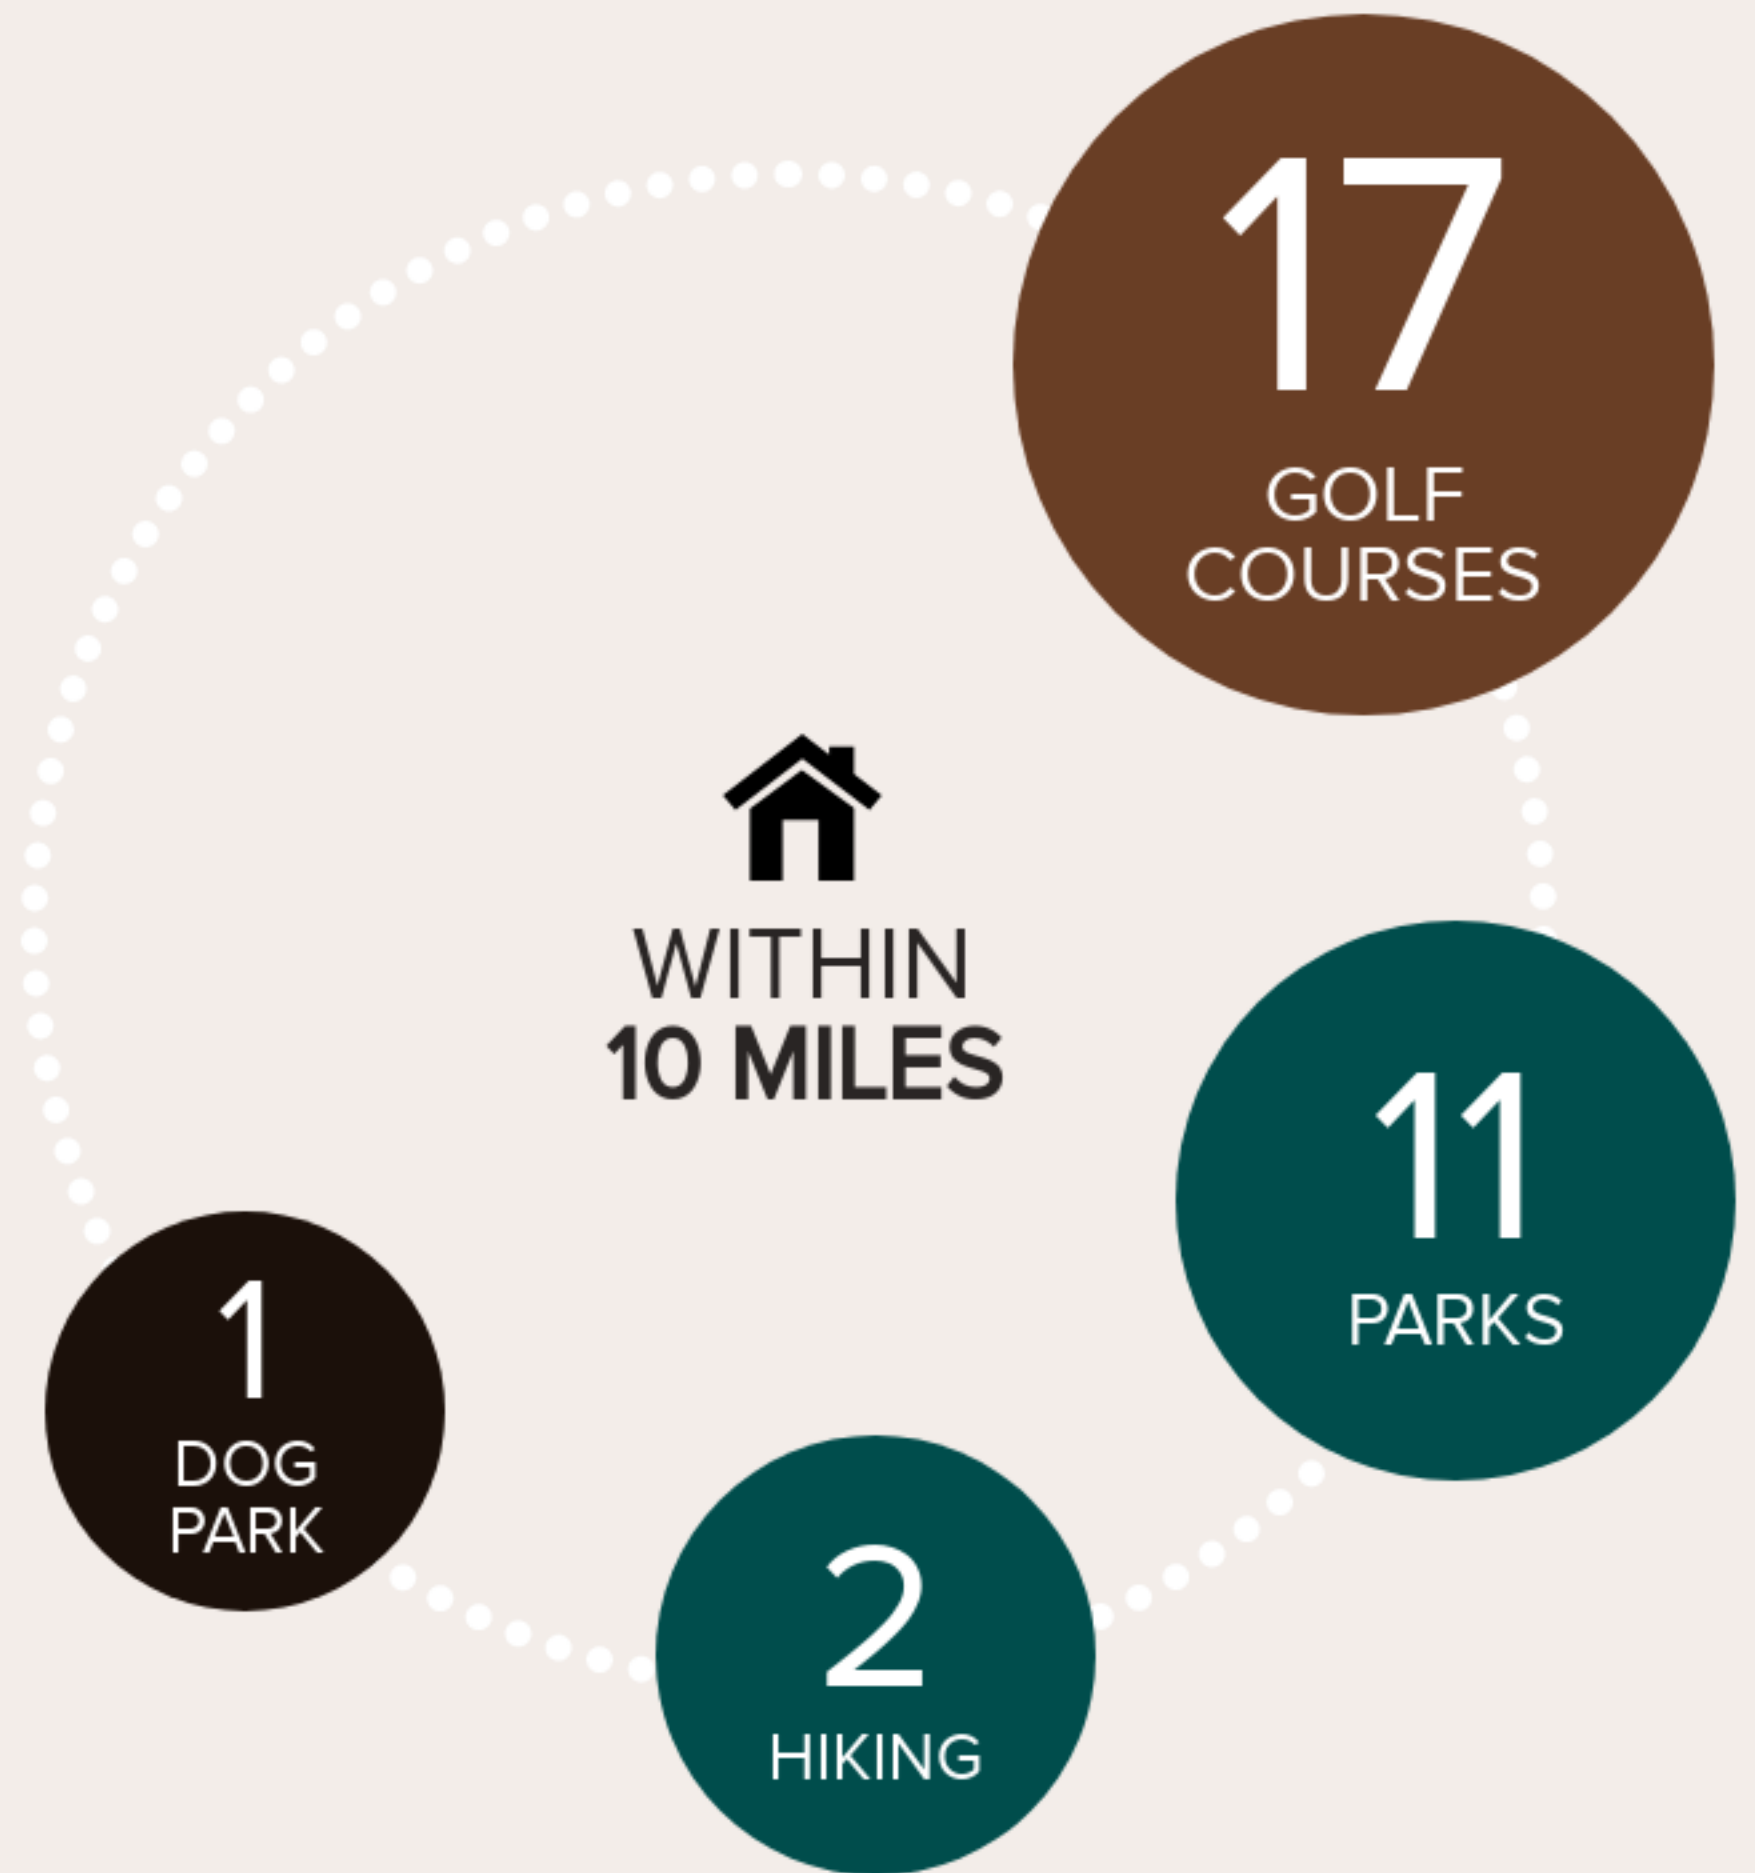 17
GOLF
COURSES
WITHIN
10 MILES
11
PARKS
1
DOG
PARK
2
HIKING